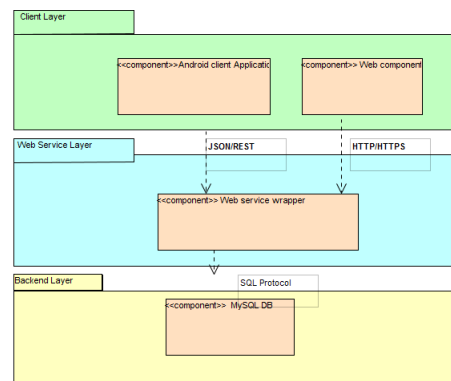 Client Layer
<<component>>Android client Applicatio
<<component>> Web component
Web Service Layer
JSON/REST
HTTP/HTTPS
<<component>> Web service wrapper
Backend Layer
SQL Protocol
<<component>> MySQL DB